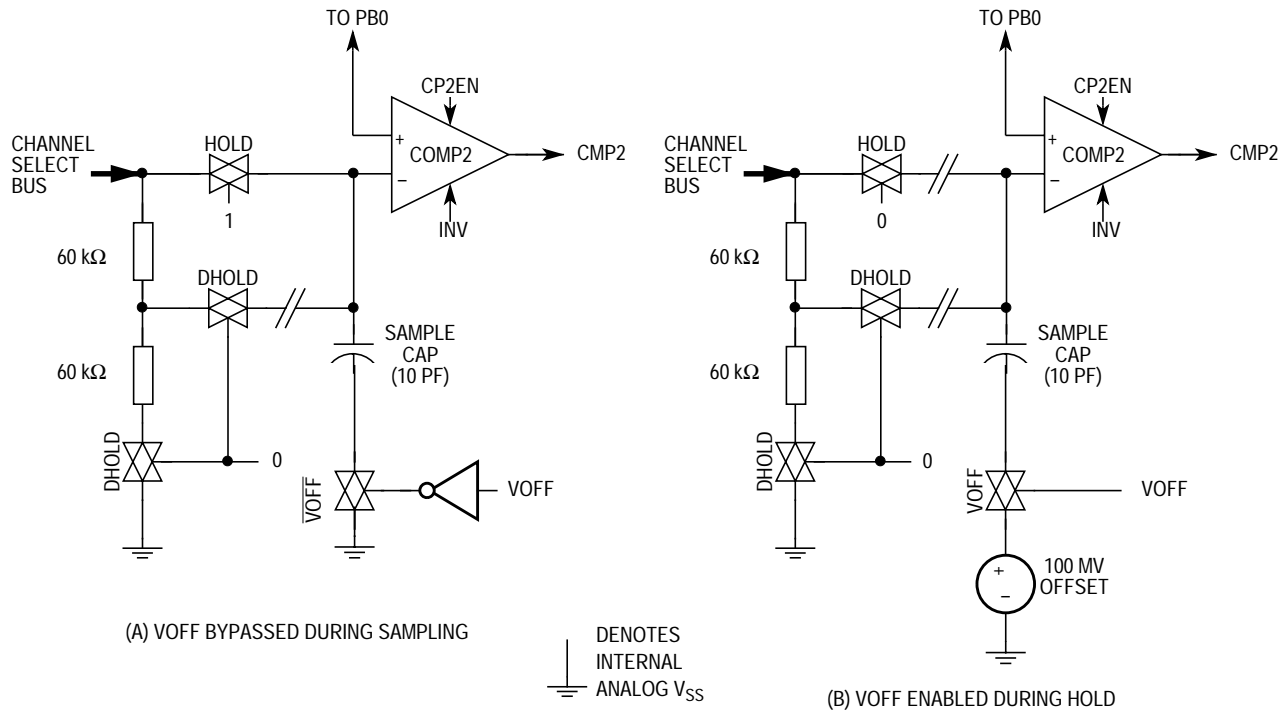 TO PB0
CP2EN
HOLD
CHANNEL
SELECT
BUS
+
COMP2
−
CMP2
1
INV
60 kΩ
DHOLD
SAMPLE
CAP
(10 PF)
60 kΩ
DHOLD
0
VOFF
VOFF
(A) VOFF BYPASSED DURING SAMPLING
TO PB0
CP2EN
HOLD
CHANNEL
SELECT
BUS
+
COMP2
−
CMP2
0
INV
60 kΩ
DHOLD
SAMPLE
CAP
(10 PF)
60 kΩ
DHOLD
0
VOFF
VOFF
+
−
100 MV
OFFSET
(B) VOFF ENABLED DURING HOLD
DENOTES
INTERNAL
ANALOG VSS